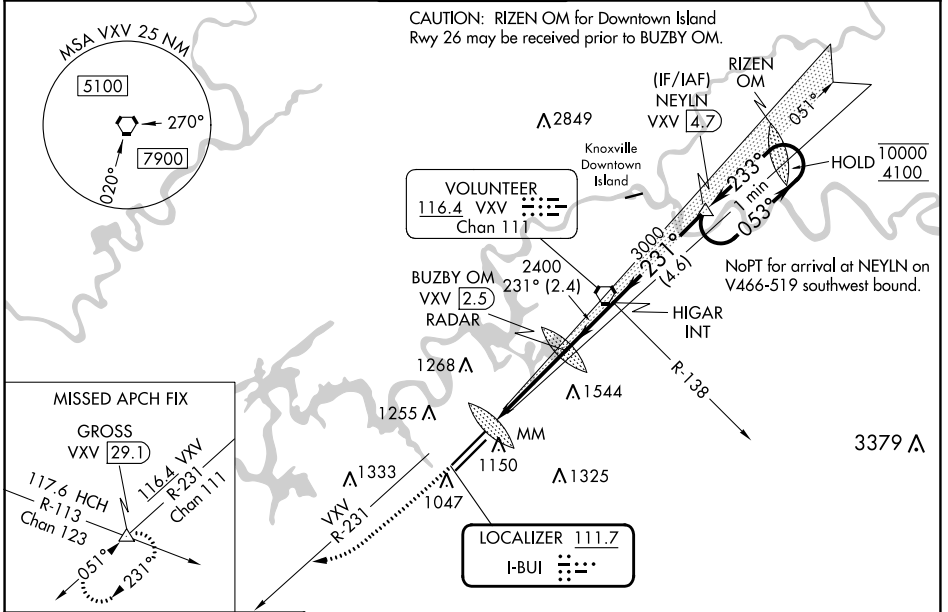 CAUTION: RIZEN OM for Downtown Island
Rwy 26 may be received prior to BUZBY OM.
MSA VXV 25 NM
5100
270°
7900
020°
2849
Knoxville
Downtown
Island
(IF/IAF)
NEYLN
VXV 4.7
RIZEN
OM
051°
HOLD 10000
4100
233°
1 min
053°
VOLUNTEER
116.4 VXV
Chan 111
3000
231°
(4.6)
NoPT for arrival at NEYLN on
V466-519 southwest bound.
2400
231° (2.4)
BUZBY OM
VXV 2.5
RADAR
HIGAR
INT
R-138
1268
1544
1255
MM
1150
3379
1333
1047
1325
VXV
R-231
LOCALIZER 111.7
I-BUI
MISSED APCH FIX
GROSS
VXV 29.1
116.4 VXV
R-231
Chan 111
117.6 HCH
R-113
Chan 123
051°
231°